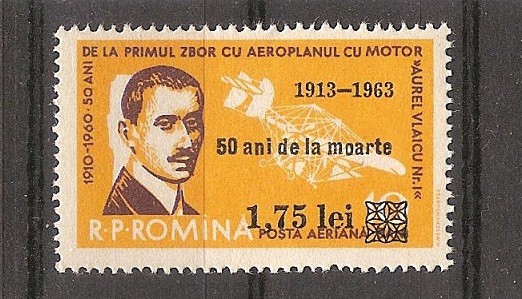 1910-1960·50 ANI
DE LA PRIMUL ZBOR CU AEROPLANUL CU MOTOR
»AUREL VLAICU Nr.I«
1913–1963
50 ani de la moarte
1,75 lei
R·P·ROMINA
POSTA AERIANA